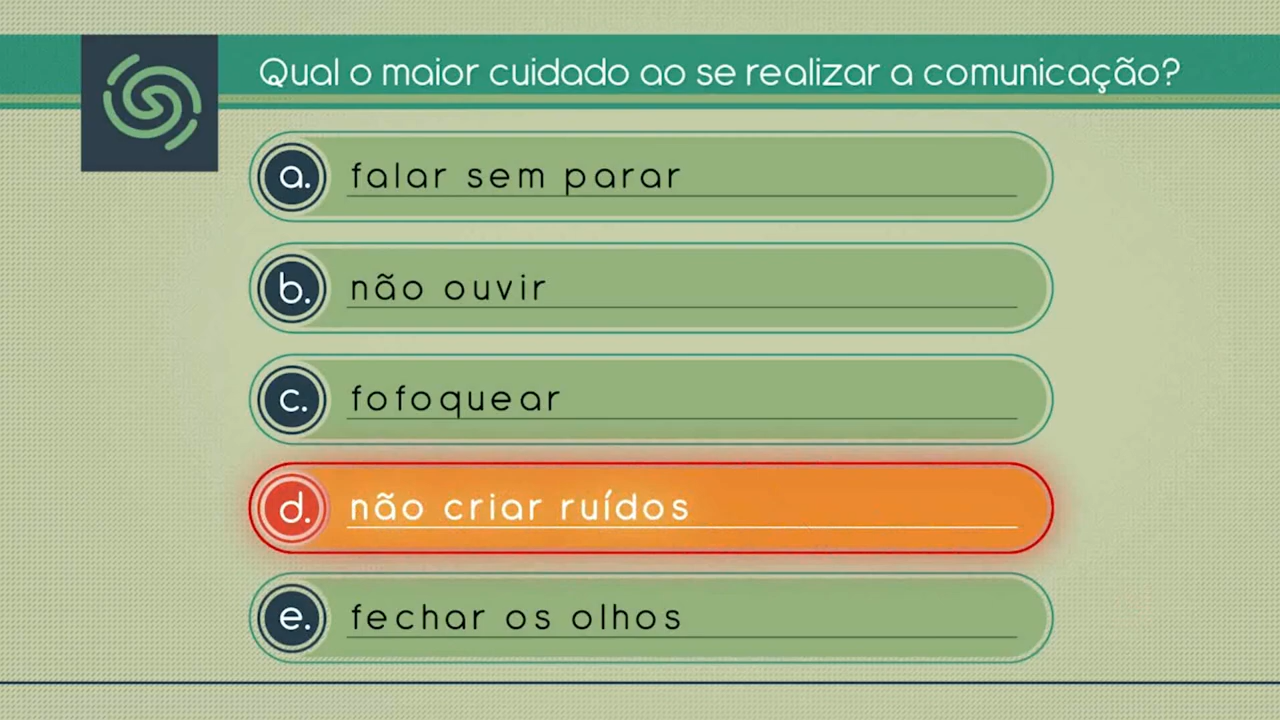 Qual o maior cuidado ao se realizar a comunicação?
a. falar sem parar
b. não ouvir
c. fofoquear
d. não criar ruídos
e. fechar os olhos